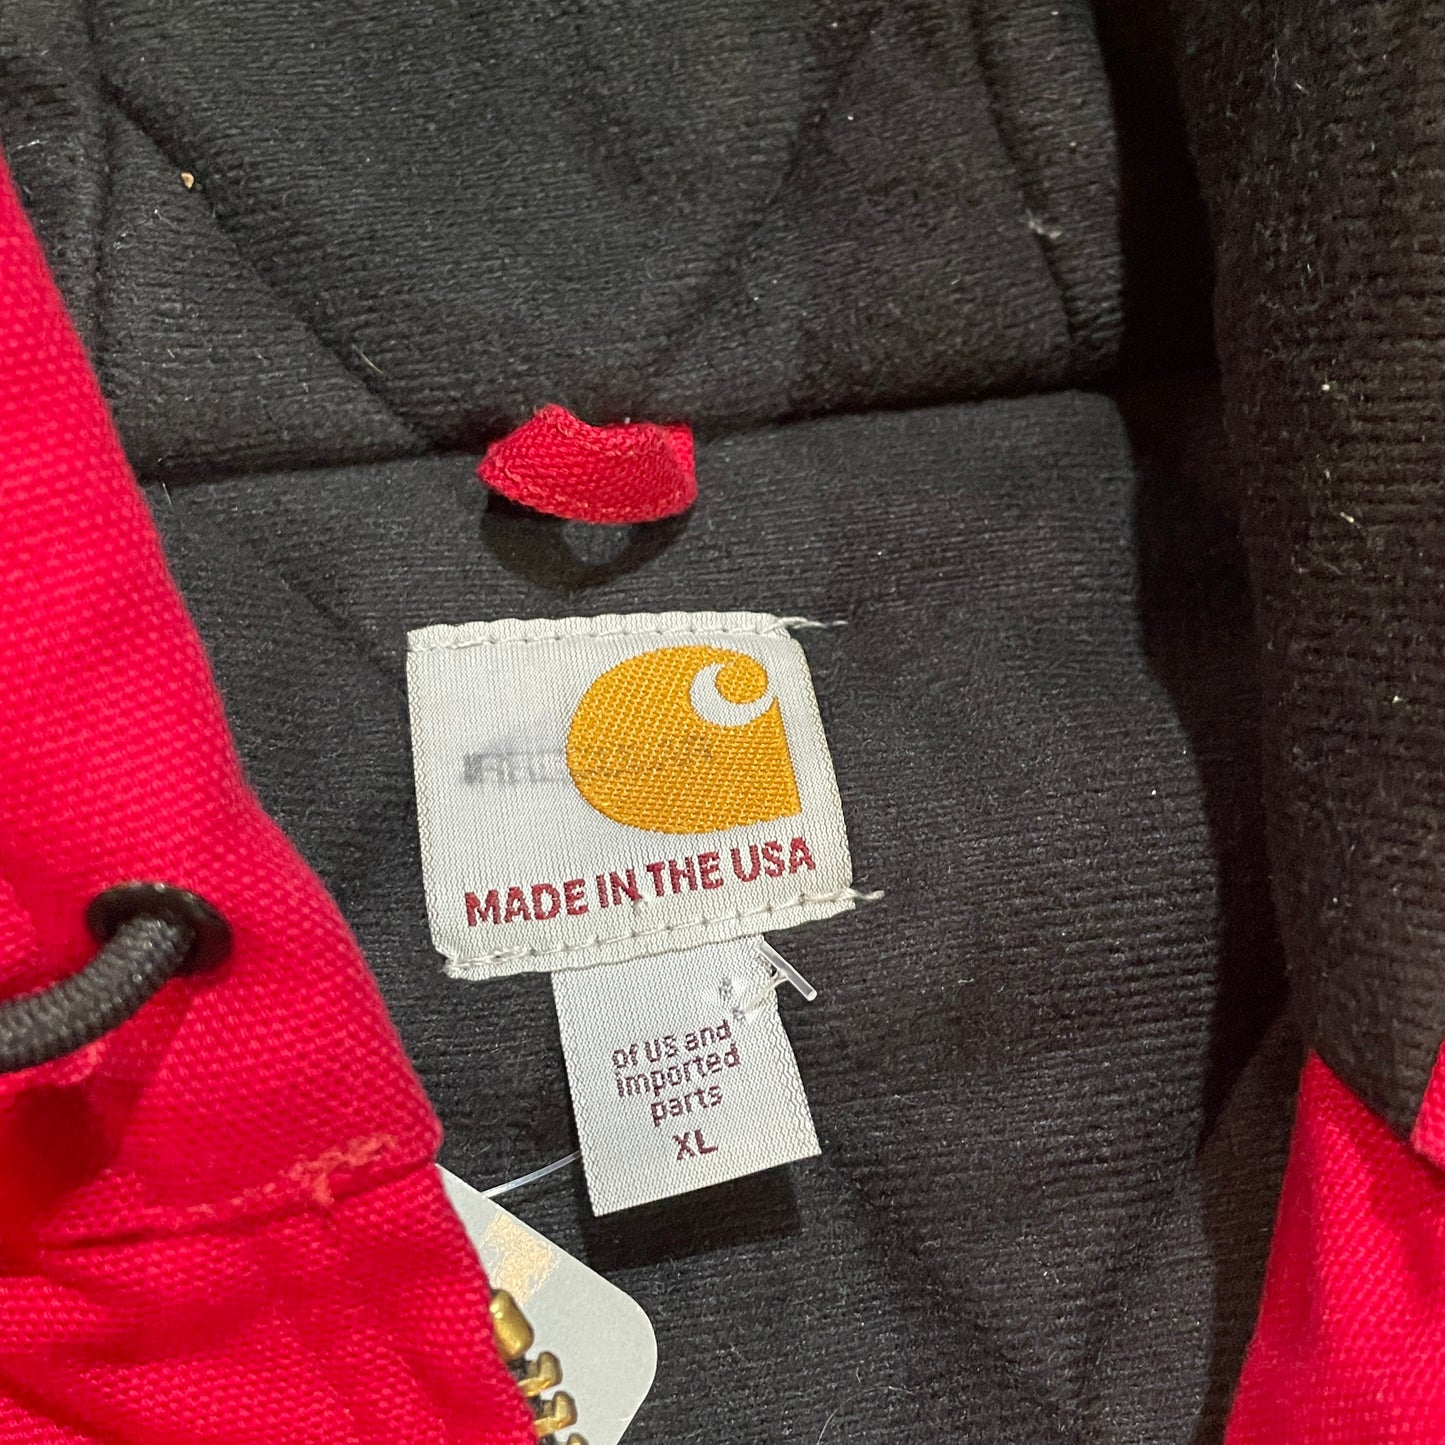 MADE IN THE USA
of US and
imported
parts
XL